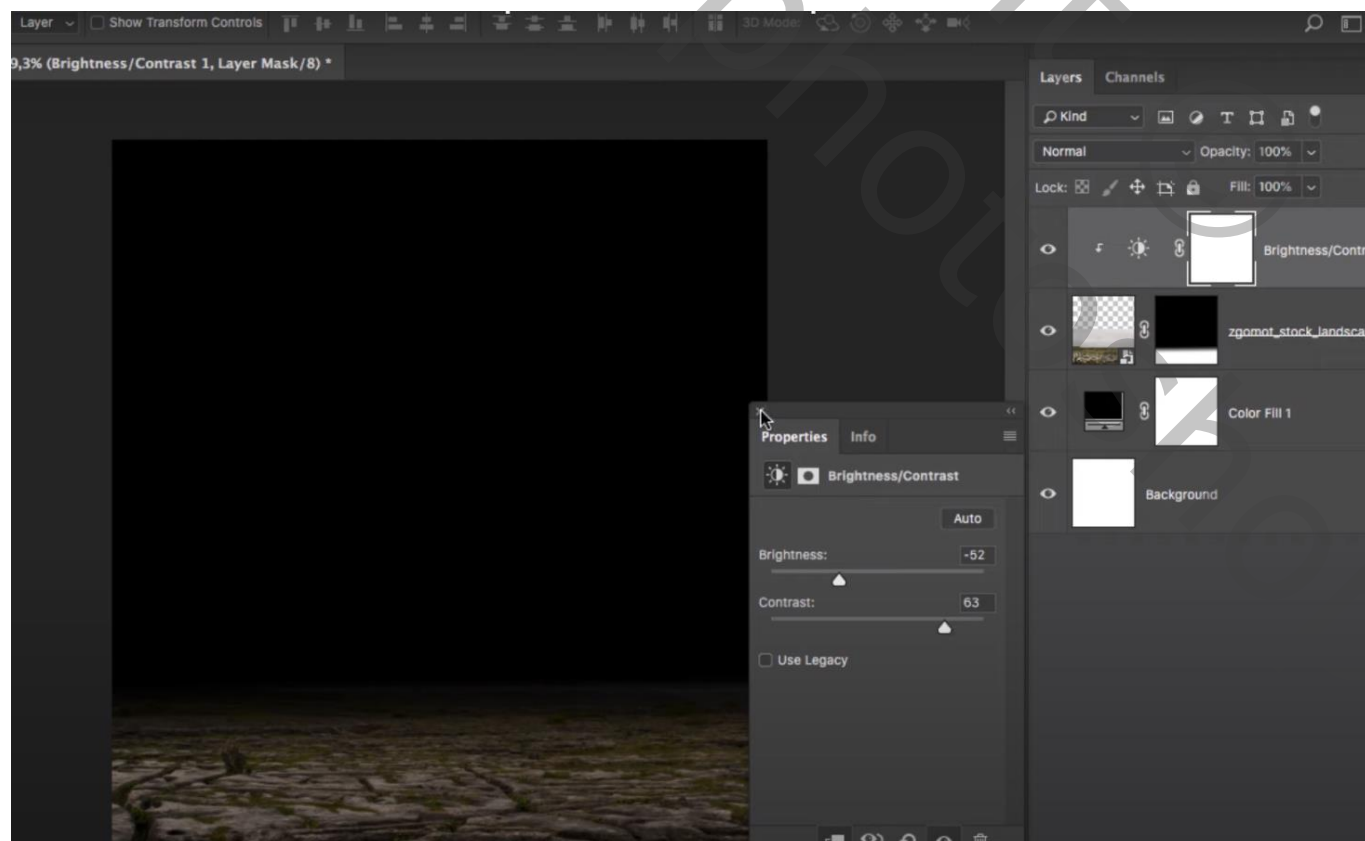 Layer Show Transform Controls 3D Mode:
9,3% (Brightness/Contrast 1, Layer Mask/8) *
Layers Channels
Kind
Normal Opacity: 100%
Lock: Fill: 100%
Brightness/Contr
zgomot_stock_landsca
Color Fill 1
Background
Properties Info
Brightness/Contrast
Auto
Brightness: -52
Contrast: 63
Use Legacy